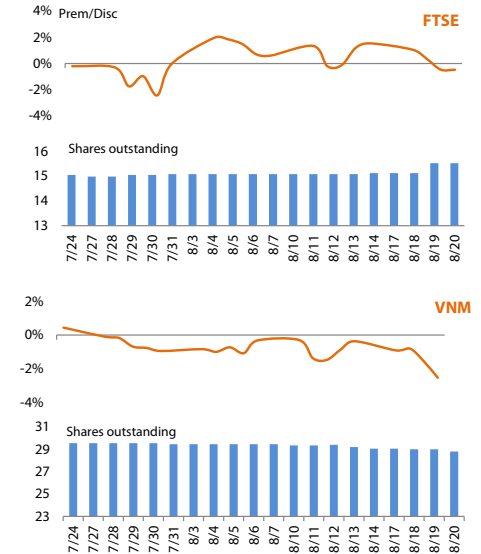 4% Prem/Disc
FTSE
2%
0%
-2%
-4%
16 Shares outstanding
15
14
13
7/24 7/27 7/28 7/29 7/30 7/31 8/3 8/4 8/5 8/6 8/7 8/10 8/11 8/12 8/13 8/14 8/17 8/18 8/19 8/20
2%
VNM
0%
-2%
-4%
31
Shares outstanding
29
27
25
23
7/24 7/27 7/28 7/29 7/30 7/31 8/3 8/4 8/5 8/6 8/7 8/10 8/11 8/12 8/13 8/14 8/17 8/18 8/19 8/20